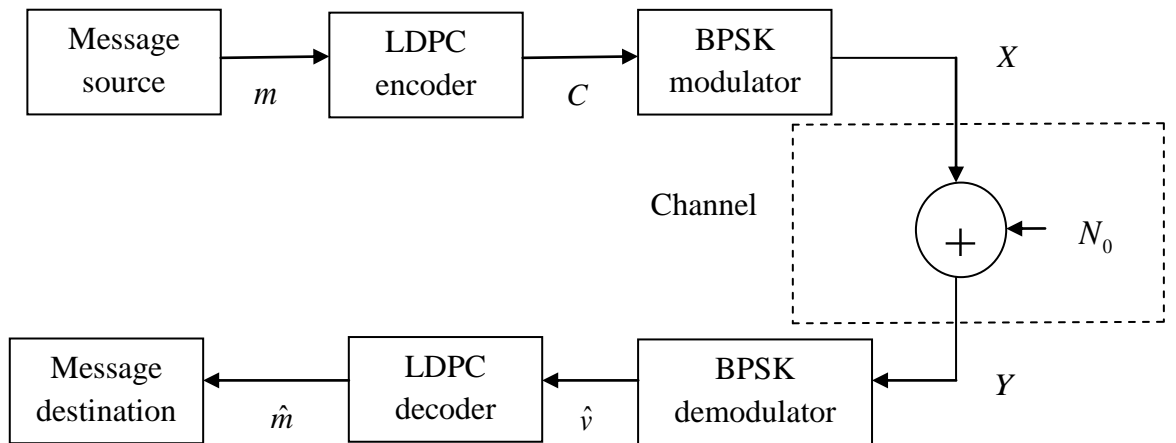 Message
source
m
LDPC
encoder
C
BPSK
modulator
X
Channel
+
N₀
Message
destination
m̂
LDPC
decoder
v̂
BPSK
demodulator
Y